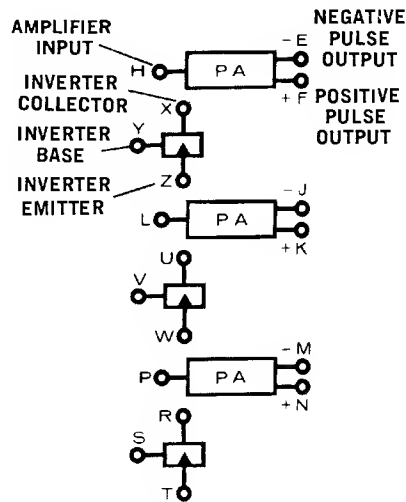 AMPLIFIER
INPUT
H
PA
-E
+F
NEGATIVE
PULSE
OUTPUT
POSITIVE
PULSE
OUTPUT
INVERTER
COLLECTOR
X
INVERTER
BASE
Y
INVERTER
EMITTER
Z
L
PA
-J
+K
U
V
W
P
PA
-M
+N
R
S
T